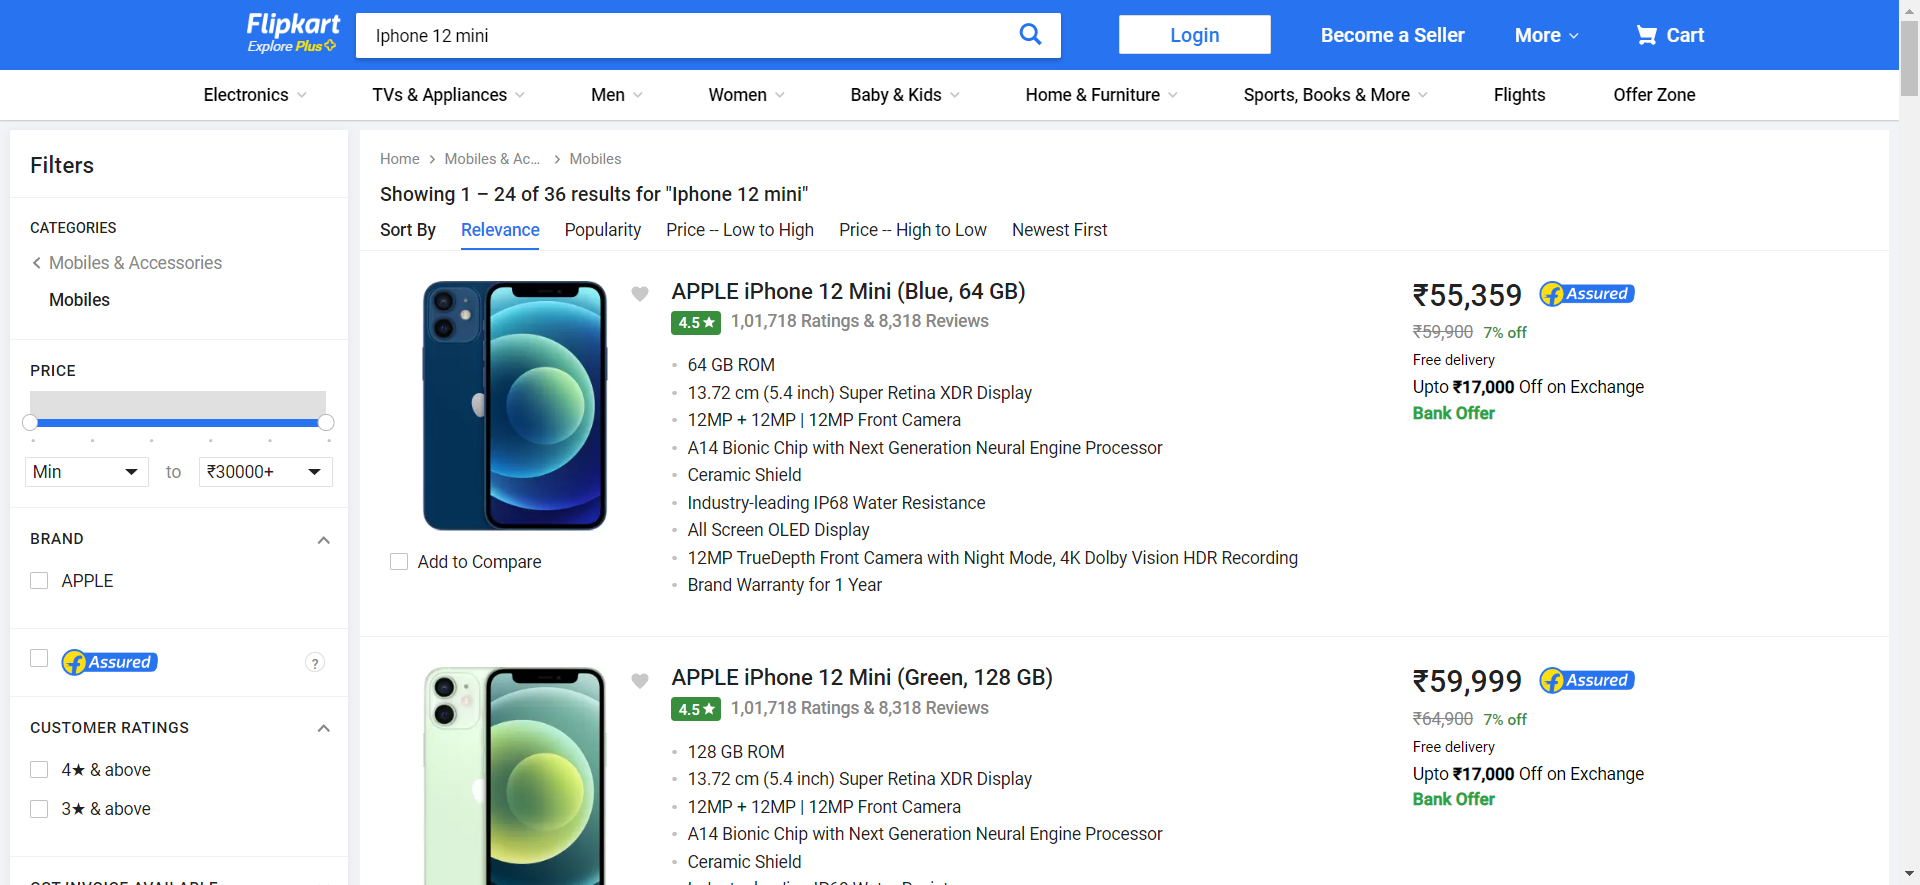 Flipkart
Explore Plus
Iphone 12 mini
Login
Become a Seller
More
Cart
Electronics
TVs & Appliances
Men
Women
Baby & Kids
Home & Furniture
Sports, Books & More
Flights
Offer Zone
Filters
CATEGORIES
Mobiles & Accessories
Mobiles
PRICE
Min
to
₹30000+
BRAND
APPLE
Assured
?
CUSTOMER RATINGS
4★ & above
3★ & above
Home
Mobiles & Ac...
Mobiles
Showing 1 – 24 of 36 results for "Iphone 12 mini"
Sort By
Relevance
Popularity
Price -- Low to High
Price -- High to Low
Newest First
APPLE iPhone 12 Mini (Blue, 64 GB)
4.5★ 1,01,718 Ratings & 8,318 Reviews
64 GB ROM
13.72 cm (5.4 inch) Super Retina XDR Display
12MP + 12MP | 12MP Front Camera
A14 Bionic Chip with Next Generation Neural Engine Processor
Ceramic Shield
Industry-leading IP68 Water Resistance
All Screen OLED Display
12MP TrueDepth Front Camera with Night Mode, 4K Dolby Vision HDR Recording
Brand Warranty for 1 Year
Add to Compare
₹55,359
Assured
₹59,900 7% off
Free delivery
Upto ₹17,000 Off on Exchange
Bank Offer
APPLE iPhone 12 Mini (Green, 128 GB)
4.5★ 1,01,718 Ratings & 8,318 Reviews
128 GB ROM
13.72 cm (5.4 inch) Super Retina XDR Display
12MP + 12MP | 12MP Front Camera
A14 Bionic Chip with Next Generation Neural Engine Processor
Ceramic Shield
₹59,999
Assured
₹64,900 7% off
Free delivery
Upto ₹17,000 Off on Exchange
Bank Offer